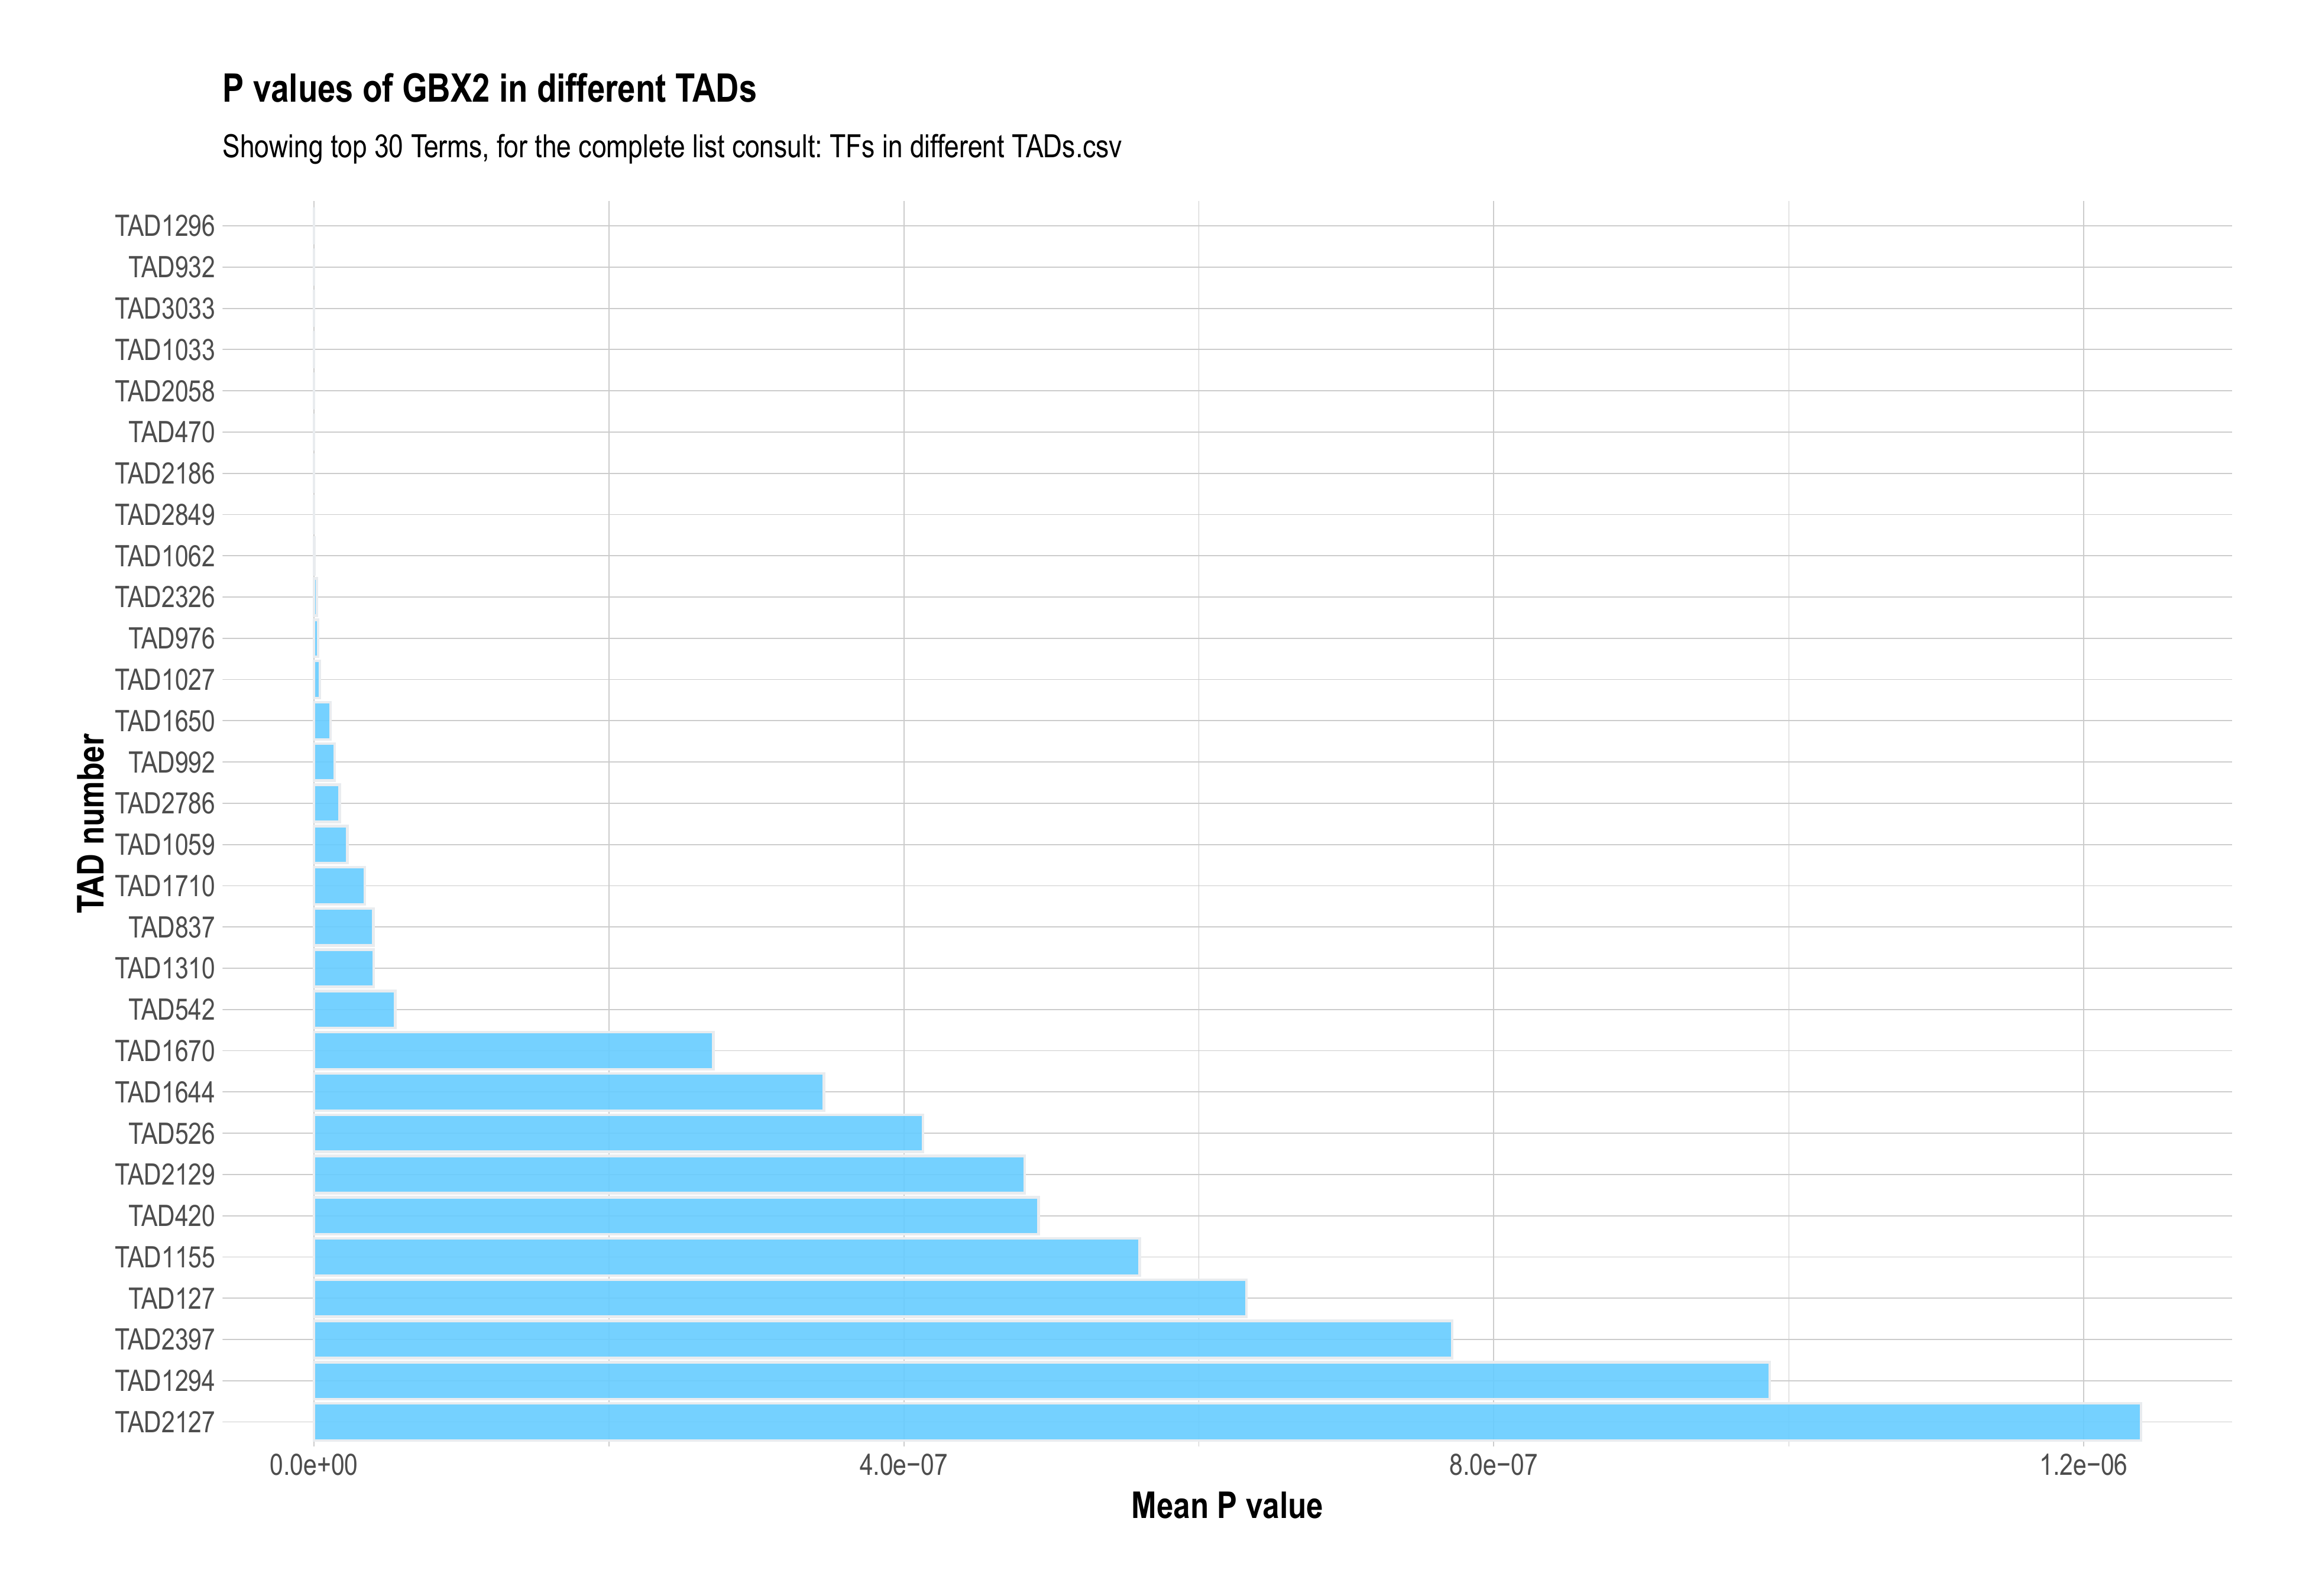 P values of GBX2 in different TADs
Showing top 30 Terms, for the complete list consult: TFs in different TADs.csv
TAD number
TAD1296
TAD932
TAD3033
TAD1033
TAD2058
TAD470
TAD2186
TAD2849
TAD1062
TAD2326
TAD976
TAD1027
TAD1650
TAD992
TAD2786
TAD1059
TAD1710
TAD837
TAD1310
TAD542
TAD1670
TAD1644
TAD526
TAD2129
TAD420
TAD1155
TAD127
TAD2397
TAD1294
TAD2127
0.0e+00 4.0e−07 8.0e−07 1.2e−06
Mean P value